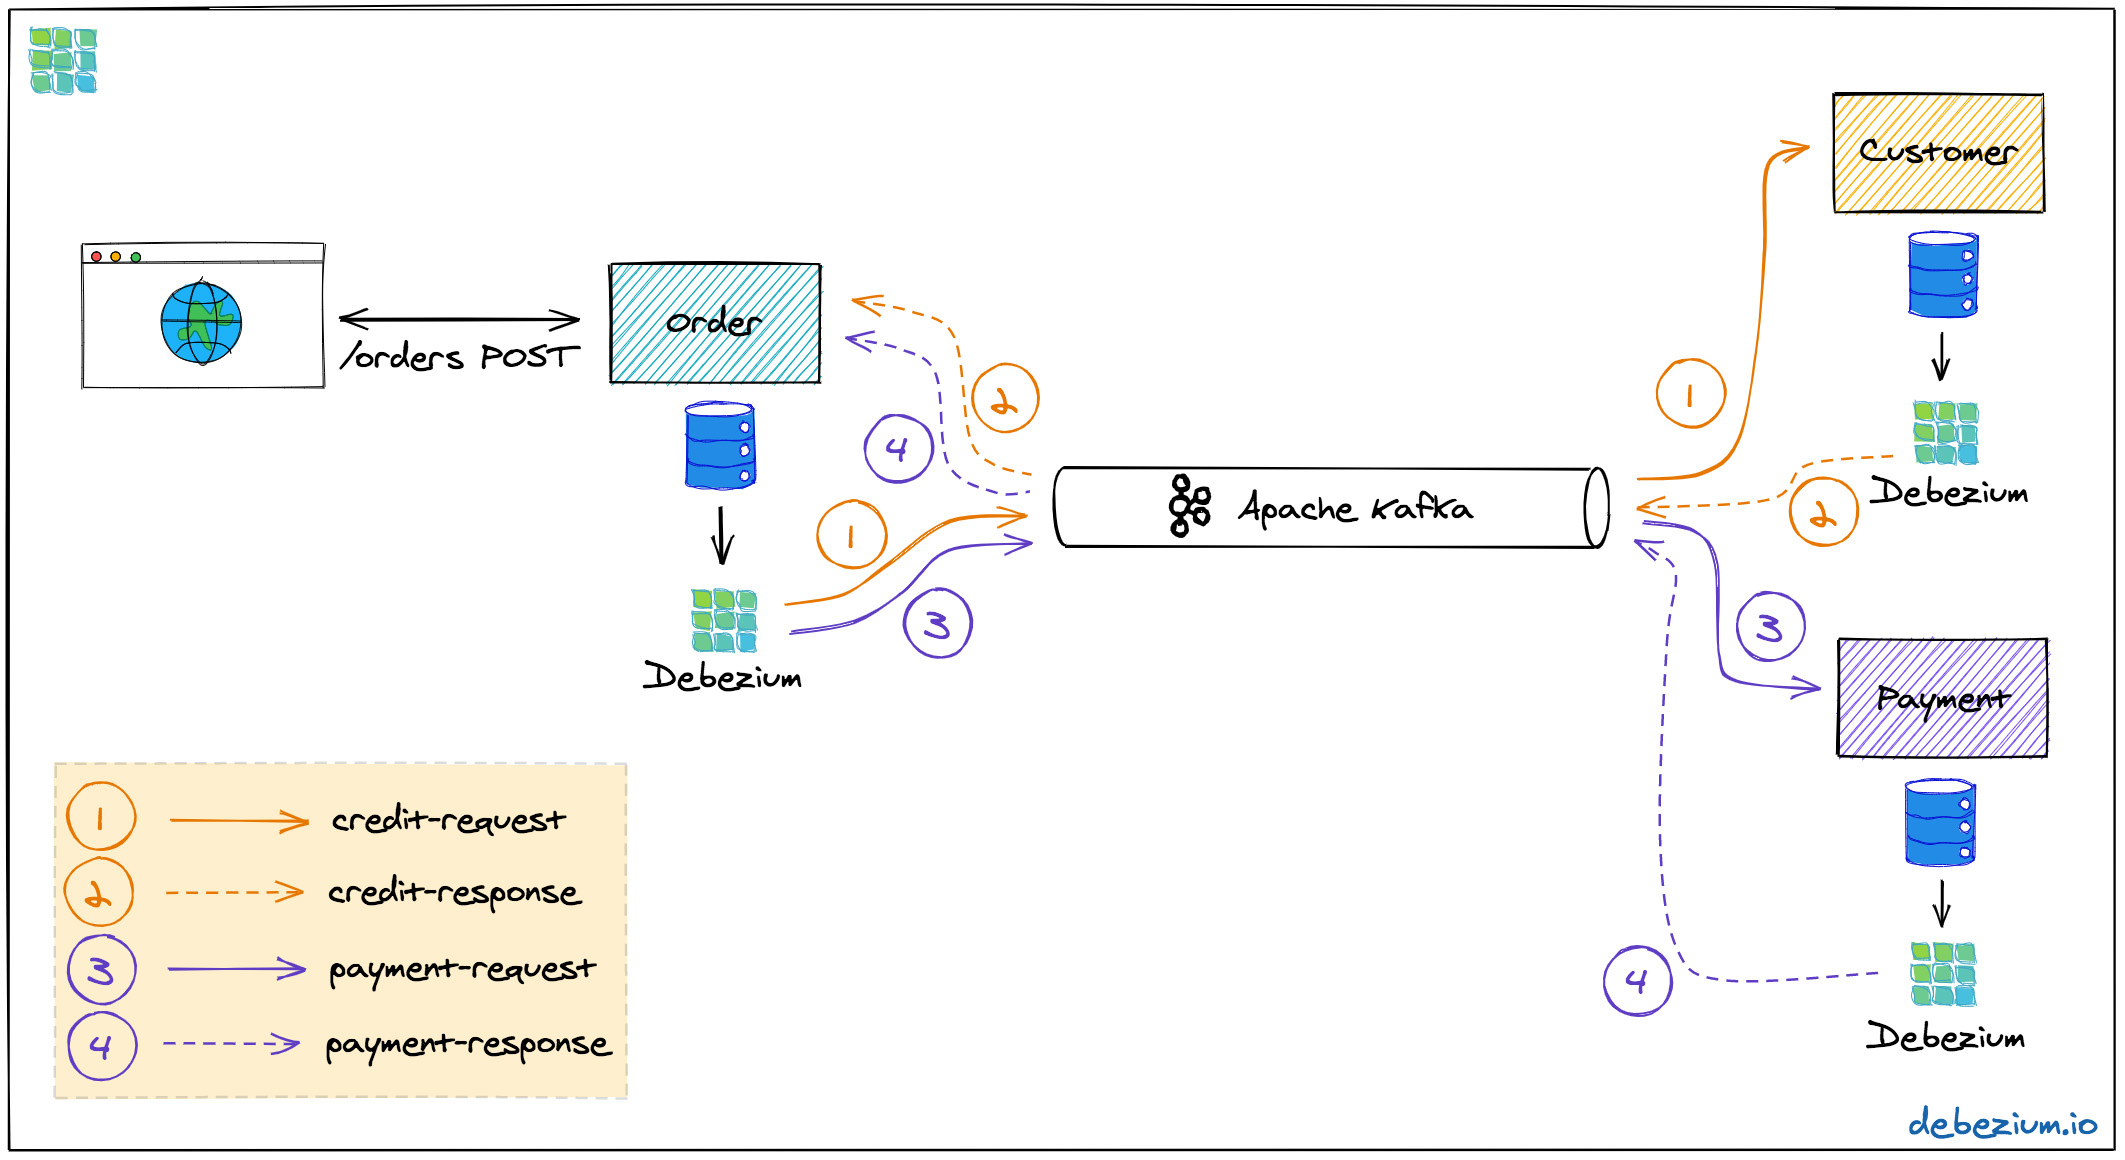 Customer
/orders POST
Order
2
4
1
Debezium
2
Apache Kafka
1
3
Debezium
3
Payment
4
Debezium
1 credit-request
2 credit-response
3 payment-request
4 payment-response
debezium.io